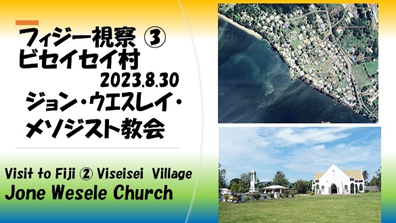 フィジー視察 ③
ビセイセイ村
2023.8.30
ジョン・ウエスレイ・
メソジスト教会
Visit to Fiji ② Viseisei Village
Jone Wesele Church